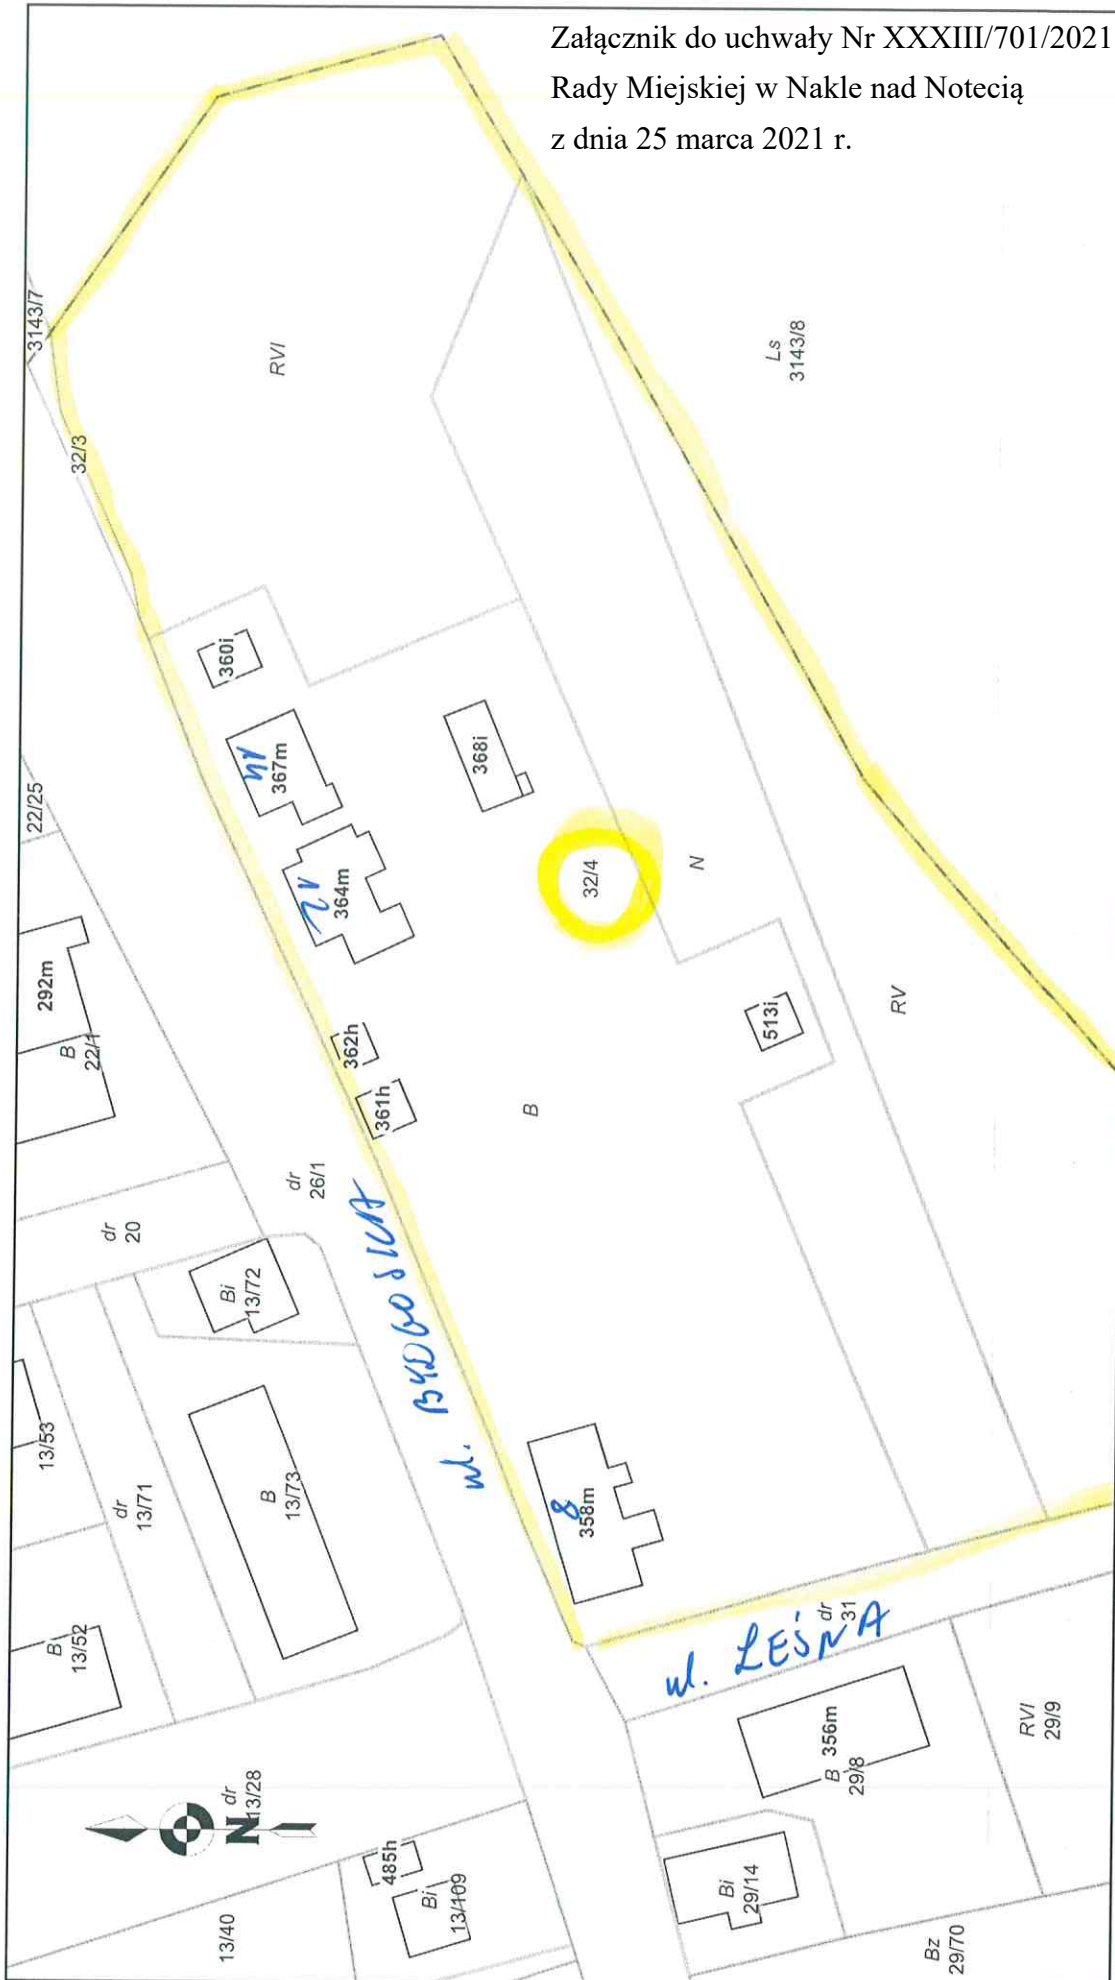 Załącznik do uchwały Nr XXXIII/701/2021
Rady Miejskiej w Nakle nad Notecią
z dnia 25 marca 2021 r.
3143/7
32/3
RVI
Ls
3143/8
360i
367m
368i
22/25
364m
32/4
N
292m
B
22/1
362h
361h
513i
RV
B
dr
26/1
dr
20
Bi
13/72
ul. BYDGOSKA
13/53
dr
13/71
B
13/73
8
358m
B
13/52
dr
31
ul. LEŚNA
356m
B
29/8
RVI
29/9
dr
13/28
N
485h
Bi
13/109
13/40
Bi
29/14
Bz
29/70